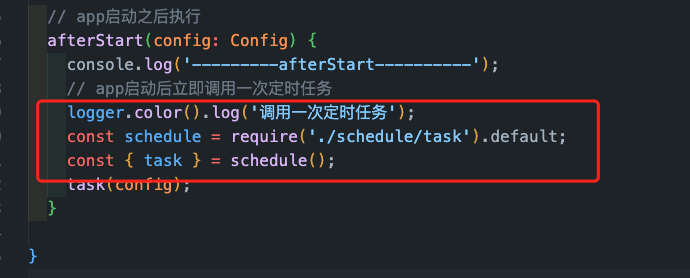 // app启动之后执行
afterStart(config: Config) {
console.log('---------afterStart----------');
// app启动后立即调用一次定时任务
logger.color().log('调用一次定时任务');
const schedule = require('./schedule/task').default;
const { task } = schedule();
task(config);
}
}